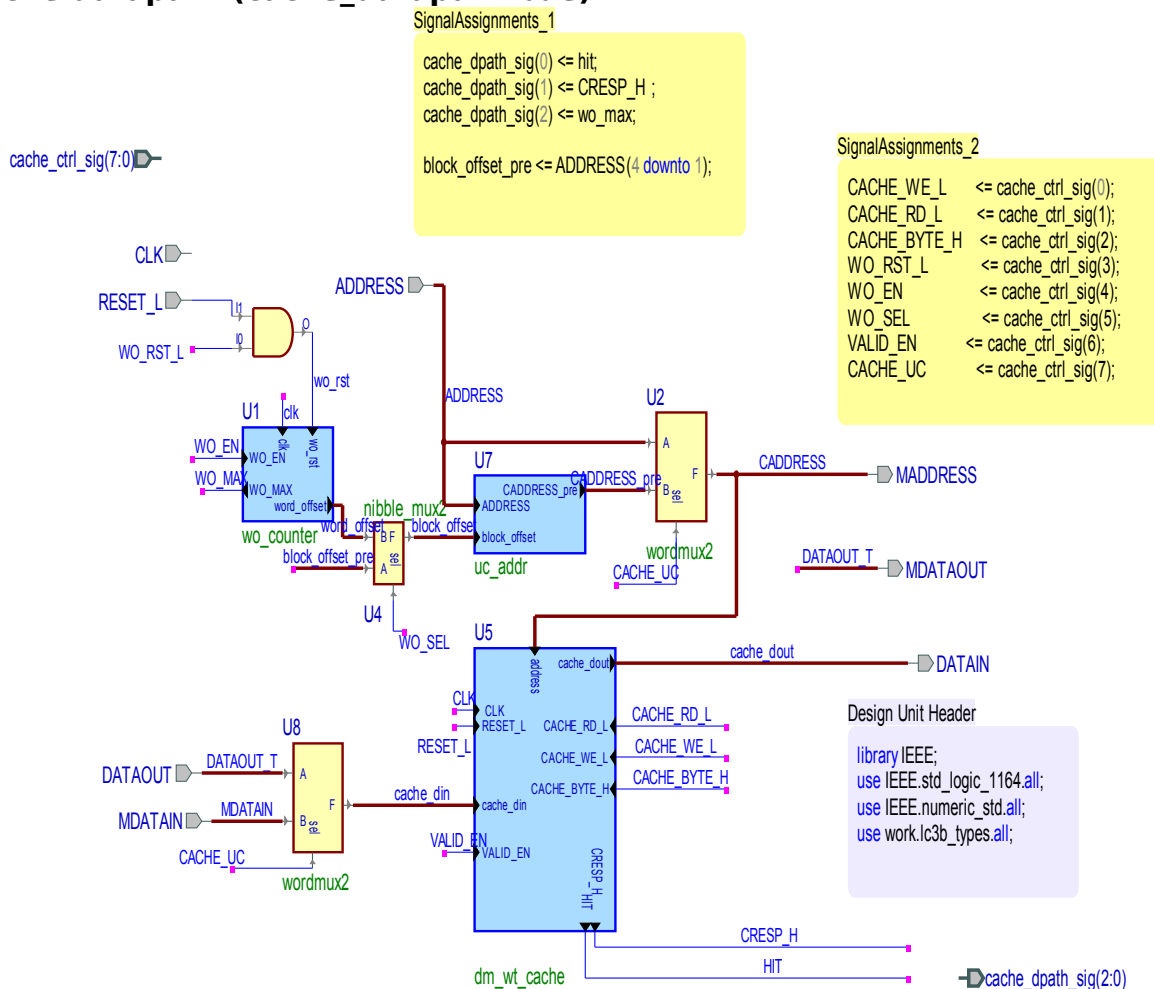 SignalAssignments_1
cache_dpath_sig(0) <= hit;
cache_dpath_sig(1) <= CRESP_H ;
cache_dpath_sig(2) <= wo_max;
block_offset_pre <= ADDRESS(4 downto 1);
SignalAssignments_2
CACHE_WE_L <= cache_ctrl_sig(0);
CACHE_RD_L <= cache_ctrl_sig(1);
CACHE_BYTE_H <= cache_ctrl_sig(2);
WO_RST_L <= cache_ctrl_sig(3);
WO_EN <= cache_ctrl_sig(4);
WO_SEL <= cache_ctrl_sig(5);
VALID_EN <= cache_ctrl_sig(6);
CACHE_UC <= cache_ctrl_sig(7);
cache_ctrl_sig(7:0)
CLK
RESET_L
I1
I0
O
WO_RST_L
wo_rst
ADDRESS
ADDRESS
U1
clk
clk
wo_rst
WO_EN
WO_EN
WO_MAX
WO_MAX
word_offset
wo_counter
word_offset
nibble_mux2
B F
A
sel
block_offset
block_offset_pre
U4
WO_SEL
U7
CADDRESS_pre
ADDRESS
block_offset
uc_addr
CADDRESS_pre
U2
A
F
B
sel
wordmux2
CACHE_UC
CADDRESS
MADDRESS
DATAOUT_T
MDATAOUT
U5
address
cache_dout
cache_dout
DATAIN
CLK
CLK
RESET_L
RESET_L
CACHE_RD_L
CACHE_RD_L
CACHE_WE_L
CACHE_WE_L
CACHE_BYTE_H
CACHE_BYTE_H
cache_din
cache_din
VALID_EN
VALID_EN
CRESP_H
HIT
dm_wt_cache
U8
DATAOUT
DATAOUT_T
A
MDATAIN
MDATAIN
B
F
sel
CACHE_UC
wordmux2
Design Unit Header
library IEEE;
use IEEE.std_logic_1164.all;
use IEEE.numeric_std.all;
use work.lc3b_types.all;
CRESP_H
HIT
cache_dpath_sig(2:0)